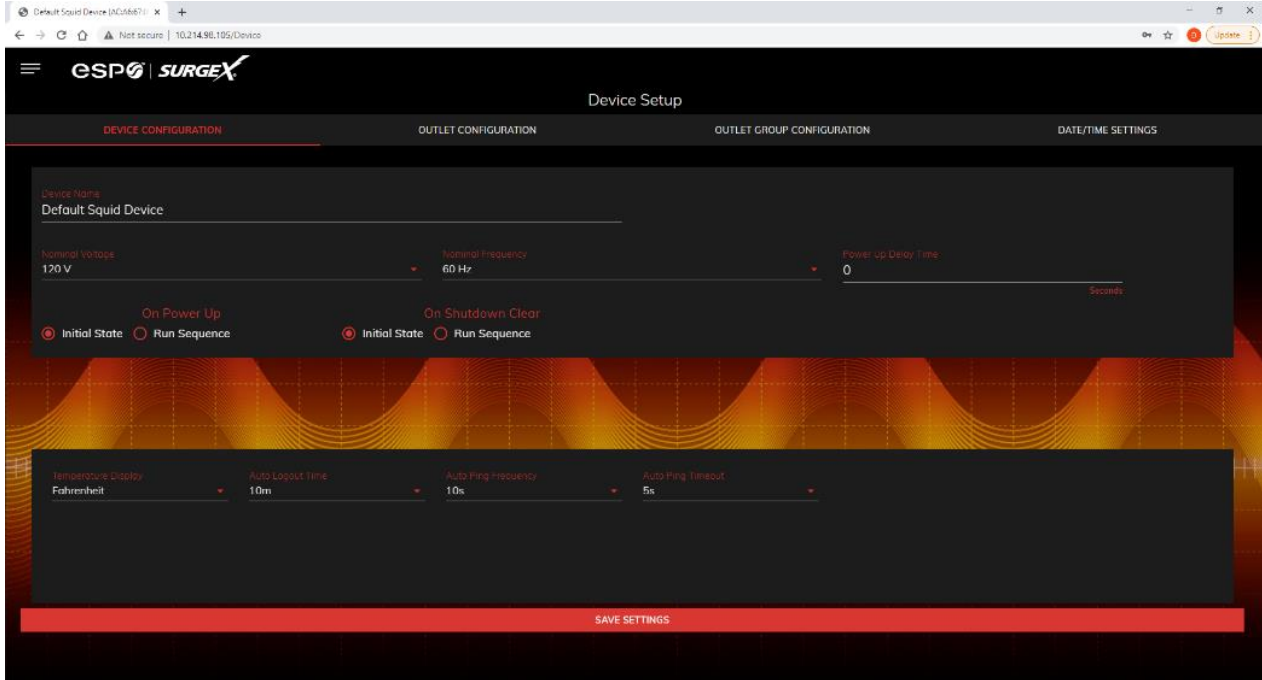 Default Squid Device [AC:A6:67:
Not secure | 10.214.98.105/Device
D
Update
esp | SURGEX
Device Setup
DEVICE CONFIGURATION OUTLET CONFIGURATION OUTLET GROUP CONFIGURATION DATE/TIME SETTINGS
Device Name
Default Squid Device
Nominal Voltage Nominal Frequency Power Up Delay Time
120 V 60 Hz 0
Seconds
On Power Up On Shutdown Clear
Initial State Run Sequence Initial State Run Sequence
Temperature Display Auto Logout Time Auto Ping Frequency Auto Ping Timeout
Fahrenheit 10m 10s 5s
SAVE SETTINGS